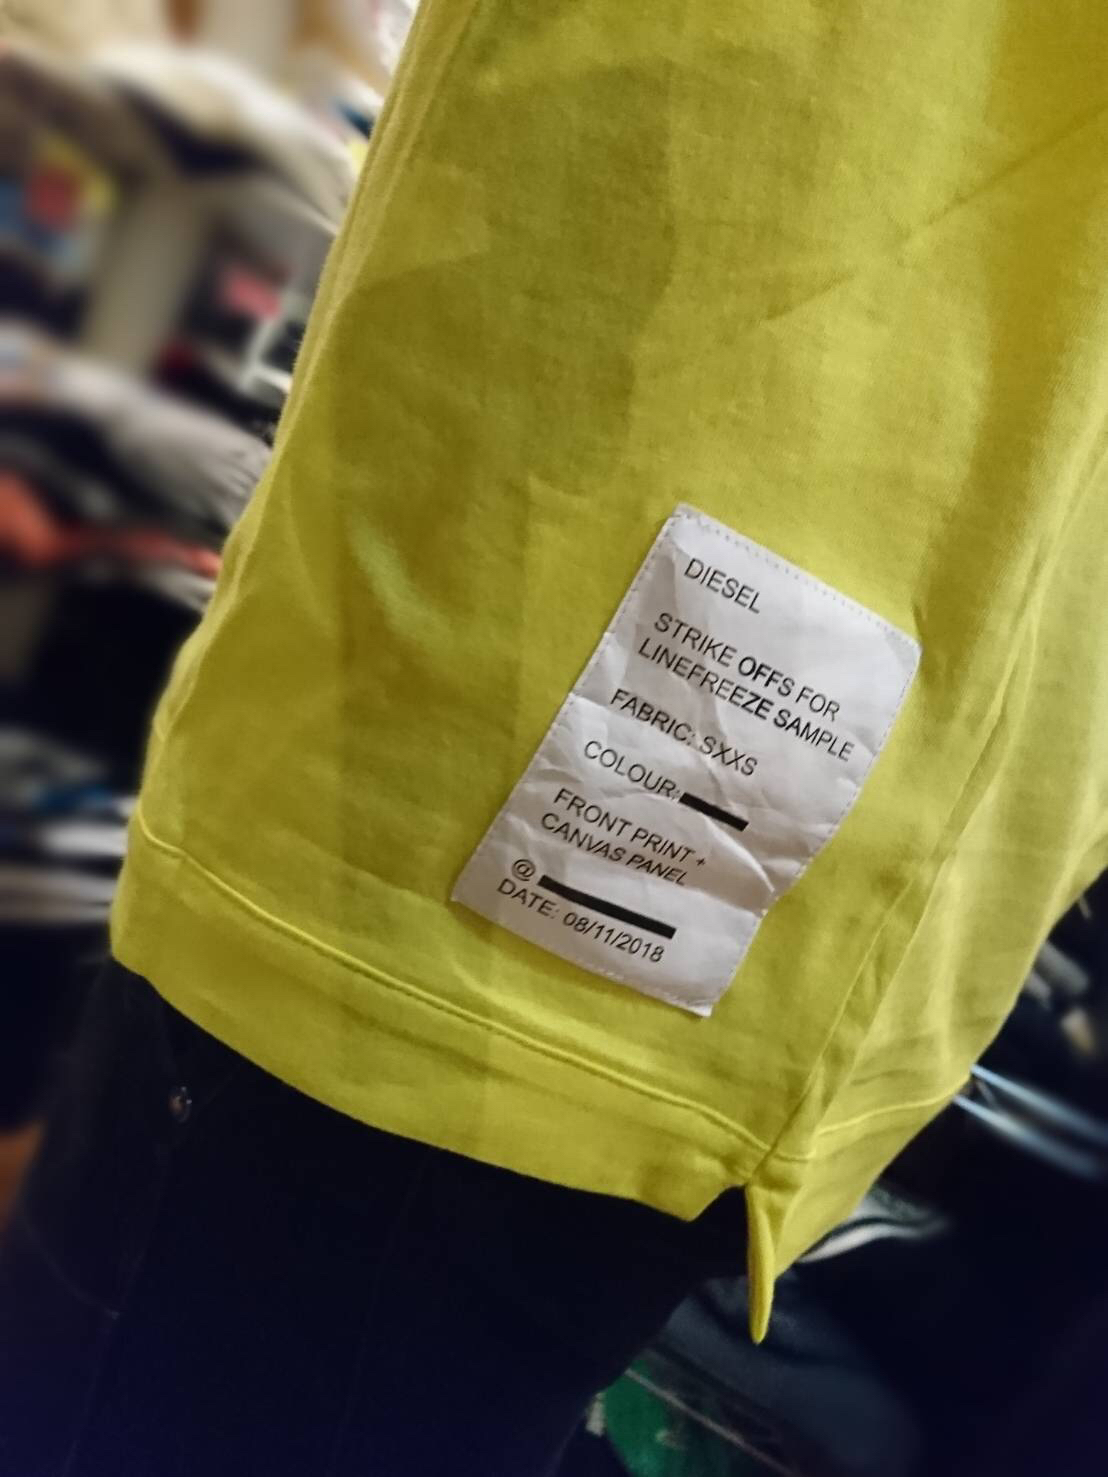 DIESEL
STRIKE OFFS FOR
LINEFREEZE SAMPLE
FABRIC: SXXS
COLOUR:
FRONT PRINT +
CANVAS PANEL
@
DATE: 08/11/2018